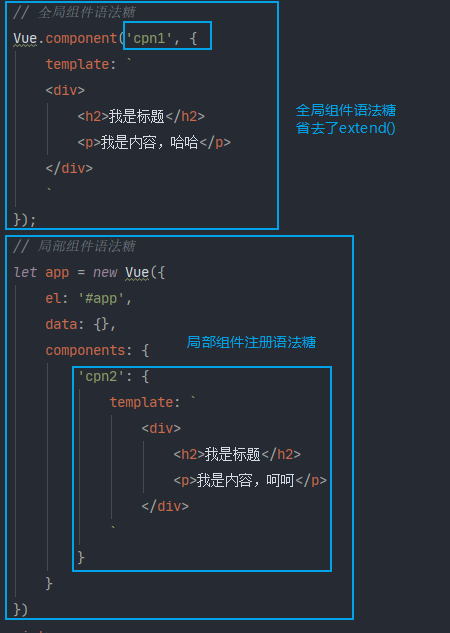 // 全局组件语法糖
Vue.component('cpn1', {
template: `
<div>
<h2>我是标题</h2>
<p>我是内容，哈哈</p>
</div>
`
});
全局组件语法糖
省去了extend()
// 局部组件语法糖
let app = new Vue({
el: '#app',
data: {},
components: {
局部组件注册语法糖
'cpn2': {
template: `
<div>
<h2>我是标题</h2>
<p>我是内容，呵呵</p>
</div>
`
}
}
})